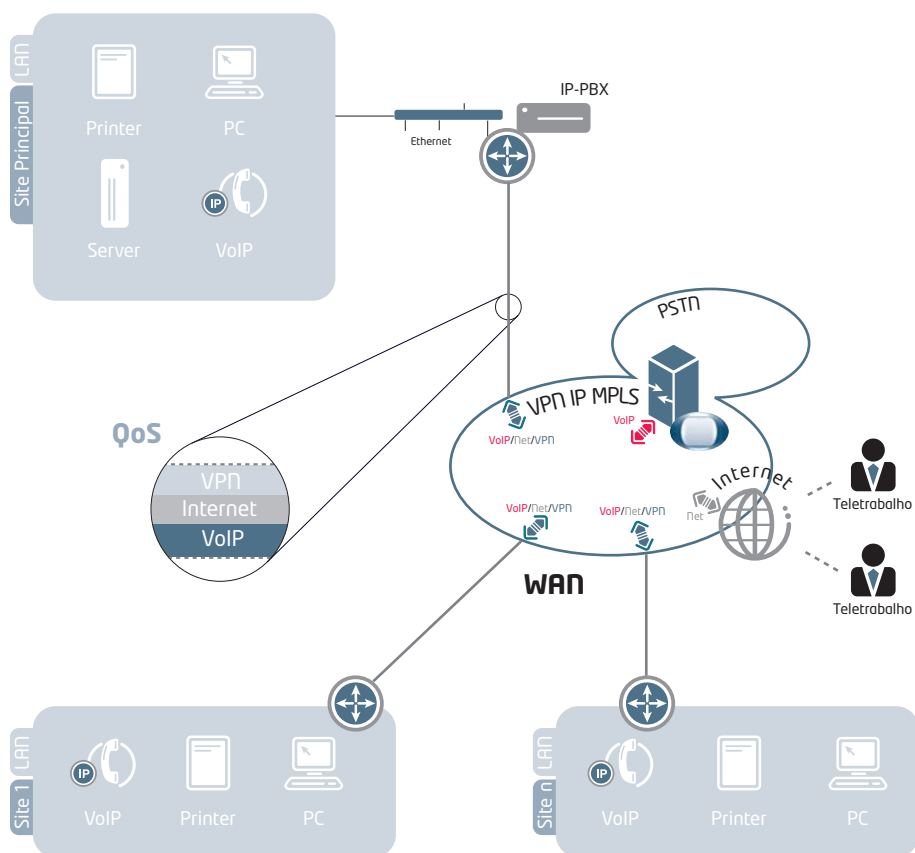 LAN
Site Principal
Printer
PC
Server
IP
VoIP
Ethernet
IP-PBX
PSTN
VPN IP MPLS
VoIP
VoIP/Net/VPN
QoS
VPN
Internet
VoIP
VoIP/Net/VPN
VoIP/Net/VPN
Net
Internet
Teletrabalho
Teletrabalho
WAN
LAN
Site 1
IP
VoIP
Printer
PC
LAN
Site n
IP
VoIP
Printer
PC